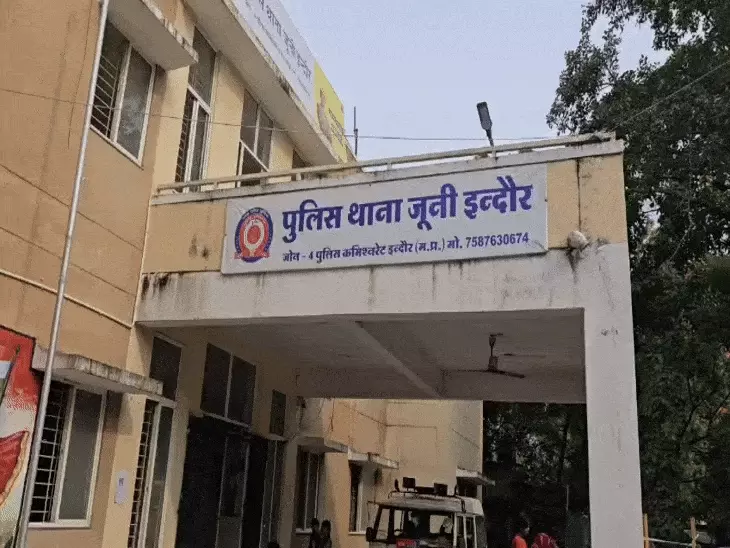 पुलिस थाना जूनी इन्दौर
जोन - 4 पुलिस कमिश्नरेट इन्दौर (म.प्र.) मो. 7587630674